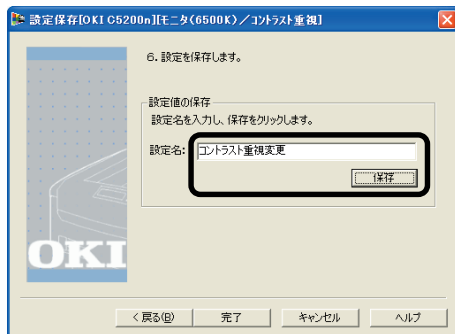 設定保存[OKI C5200n][モニタ(6500K)／コントラスト重視]
6. 設定を保存します。
設定値の保存
設定名を入力し、保存をクリックします。
設定名: コントラスト重視変更
保存
OKI
< 戻る(B) 完了 キャンセル ヘルプ